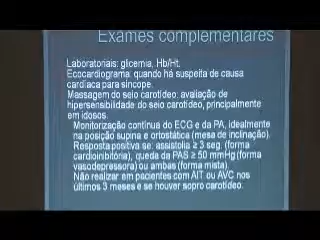 Exames complementares
Laboratoriais: glicemia, Hb/Ht.
Ecocardiograma: quando há suspeita de causa
cardíaca para síncope.
Massagem do seio carotídeo: avaliação de
hipersensibilidade do seio carotídeo, principalmente
em idosos.
Monitorização contínua do ECG e da PA, idealmente
na posição supina e ortostática (mesa de inclinação).
Resposta positiva se: assistolia ≥ 3 seg. (forma
cardioinibitória), queda da PAS ≥ 50 mmHg (forma
vasodepressora) ou ambas (forma mista).
Não realizar em pacientes com AIT ou AVC nos
últimos 3 meses e se houver sopro carotídeo.